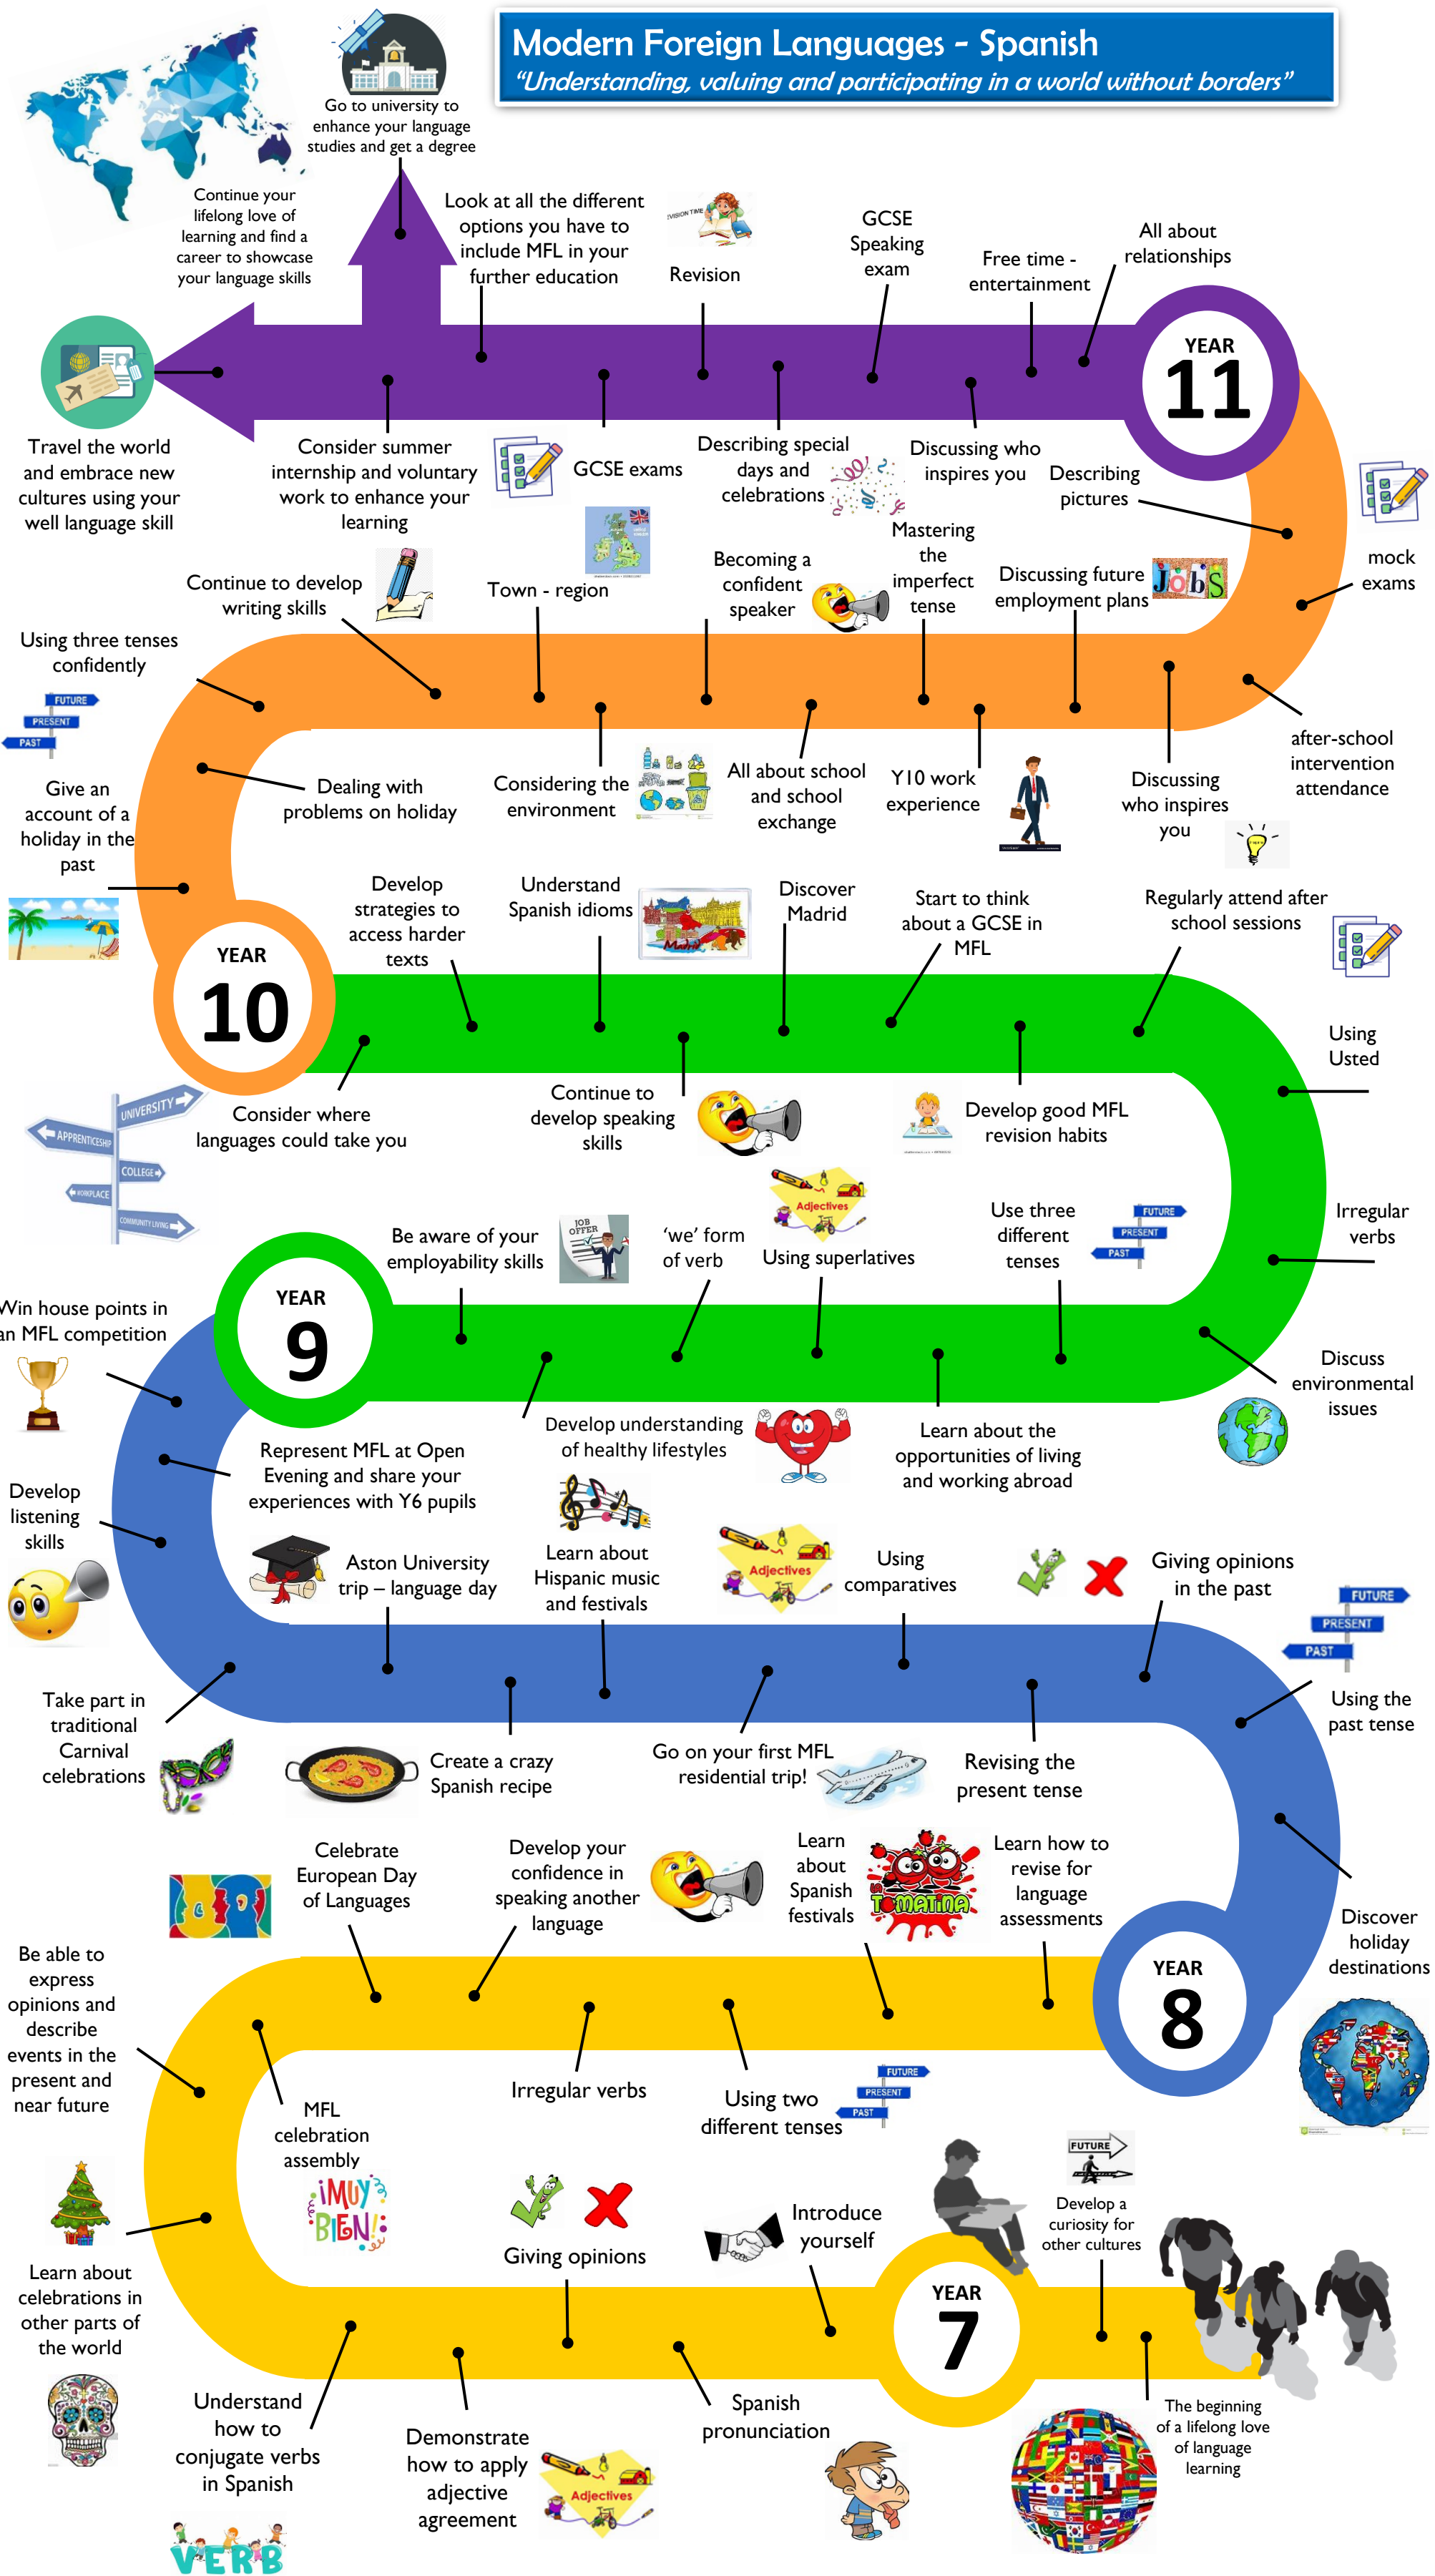 Modern Foreign Languages - Spanish
“Understanding, valuing and participating in a world without borders”
Go to university to
enhance your language
studies and get a degree
Continue your
lifelong love of
learning and find a
career to showcase
your language skills
Look at all the different
options you have to
include MFL in your
further education
REVISION TIME
Revision
GCSE
Speaking
exam
Free time -
entertainment
All about
relationships
YEAR
11
Travel the world
and embrace new
cultures using your
well language skill
Consider summer
internship and voluntary
work to enhance your
learning
GCSE exams
Describing special
days and
celebrations
Discussing who
inspires you
Describing
pictures
mock
exams
Continue to develop
writing skills
Town - region
Becoming a
confident
speaker
Mastering
the
imperfect
tense
Discussing future
employment plans
JOBS
Using three tenses
confidently
FUTURE
PRESENT
PAST
Give an
account of a
holiday in the
past
Dealing with
problems on holiday
Considering the
environment
All about school
and school
exchange
Y10 work
experience
Discussing
who inspires
you
after-school
intervention
attendance
YEAR
10
Develop
strategies to
access harder
texts
Understand
Spanish idioms
Madrid
Discover
Madrid
Start to think
about a GCSE in
MFL
Regularly attend after
school sessions
Using
Usted
UNIVERSITY
APPRENTICESHIP
COLLEGE
WORKPLACE
COMMUNITY LIVING
Consider where
languages could take you
Continue to
develop speaking
skills
Develop good MFL
revision habits
Irregular
verbs
Be aware of your
employability skills
JOB
OFFER
‘we’ form
of verb
Adjectives
Using superlatives
Use three
different
tenses
FUTURE
PRESENT
PAST
YEAR
9
Win house points in
an MFL competition
Develop understanding
of healthy lifestyles
Learn about the
opportunities of living
and working abroad
Discuss
environmental
issues
Represent MFL at Open
Evening and share your
experiences with Y6 pupils
Develop
listening
skills
Aston University
trip – language day
Learn about
Hispanic music
and festivals
Adjectives
Using
comparatives
Giving opinions
in the past
FUTURE
PRESENT
PAST
Using the
past tense
Take part in
traditional
Carnival
celebrations
Create a crazy
Spanish recipe
Go on your first MFL
residential trip!
Revising the
present tense
Celebrate
European Day
of Languages
Develop your
confidence in
speaking another
language
Learn
about
Spanish
festivals
LA
TOMATINA
Learn how to
revise for
language
assessments
Discover
holiday
destinations
YEAR
8
Be able to
express
opinions and
describe
events in the
present and
near future
MFL
celebration
assembly
¡MUY
BIEN!
Irregular verbs
Using two
different tenses
FUTURE
PRESENT
PAST
Learn about
celebrations in
other parts of
the world
Giving opinions
Introduce
yourself
YEAR
7
FUTURE
Develop a
curiosity for
other cultures
Understand
how to
conjugate verbs
in Spanish
VERB
Demonstrate
how to apply
adjective
agreement
Adjectives
Spanish
pronunciation
The beginning
of a lifelong love
of language
learning